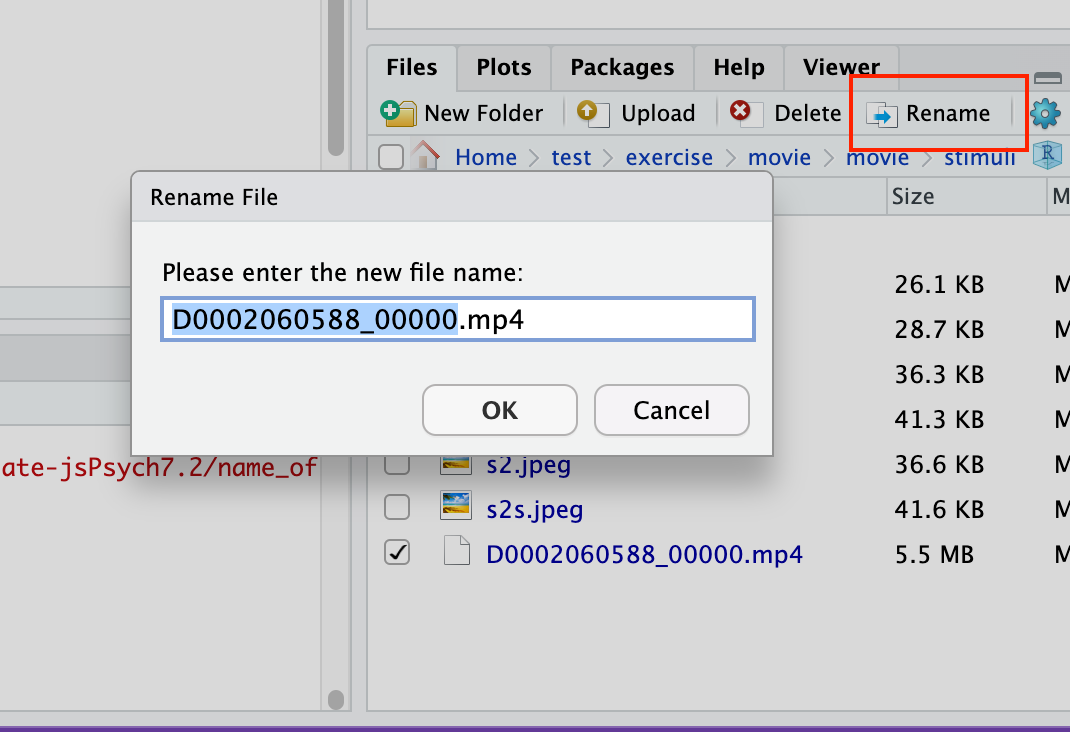 Files Plots Packages Help Viewer
New Folder Upload Delete Rename
Home test exercise movie movie stimuli R
Rename File
Size M
Please enter the new file name:
26.1 KB M
D0002060588_00000.mp4
28.7 KB M
36.3 KB M
OK Cancel
41.3 KB M
ate-jsPsych7.2/name_of
s2.jpeg 36.6 KB M
s2s.jpeg 41.6 KB M
D0002060588_00000.mp4 5.5 MB M